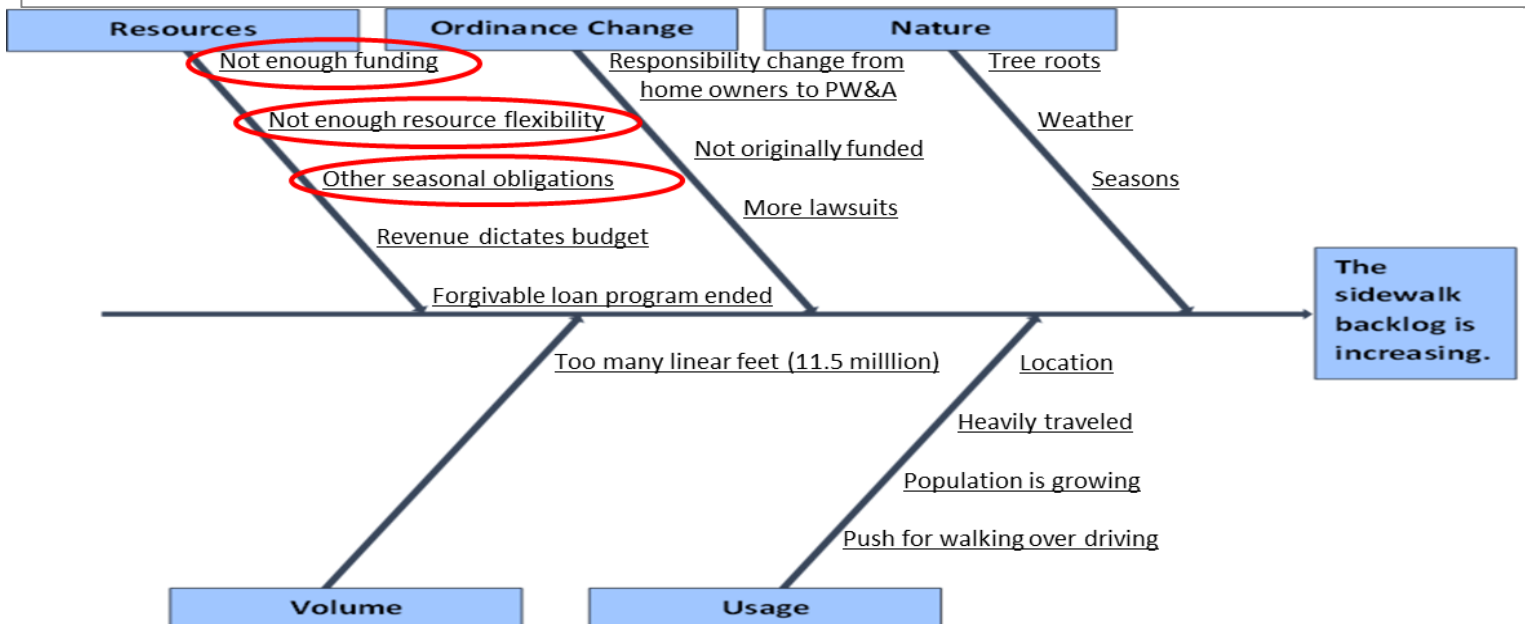 Resources
Ordinance Change
Nature
Not enough funding
Not enough resource flexibility
Other seasonal obligations
Revenue dictates budget
Forgivable loan program ended
Responsibility change from
home owners to PW&A
Not originally funded
More lawsuits
Tree roots
Weather
Seasons
The
sidewalk
backlog is
increasing.
Too many linear feet (11.5 milllion)
Location
Heavily traveled
Population is growing
Push for walking over driving
Volume
Usage